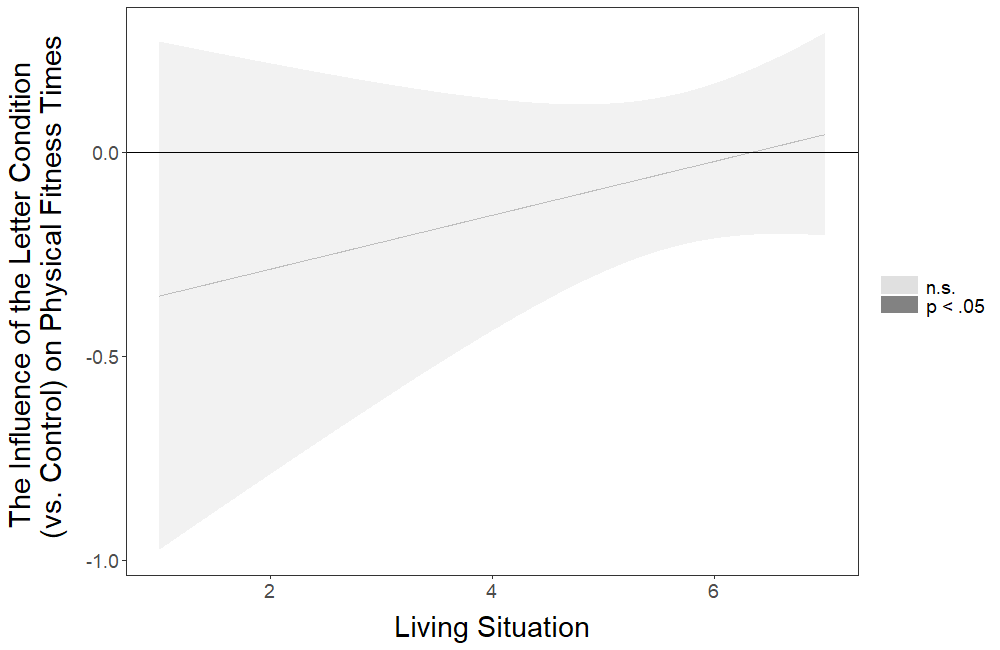 The Influence of the Letter Condition
(vs. Control) on Physical Fitness Times
0.0
-0.5
-1.0
2
4
6
Living Situation
n.s.
p < .05